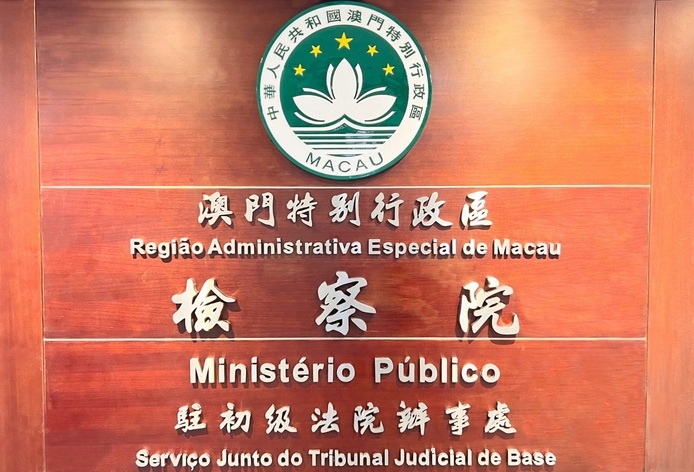 中華人民共和國澳門特別行政區
MACAU
澳門特別行政區
Região Administrativa Especial de Macau
檢察院
Ministério Público
駐初級法院辦事處
Serviço Junto do Tribunal Judicial de Base